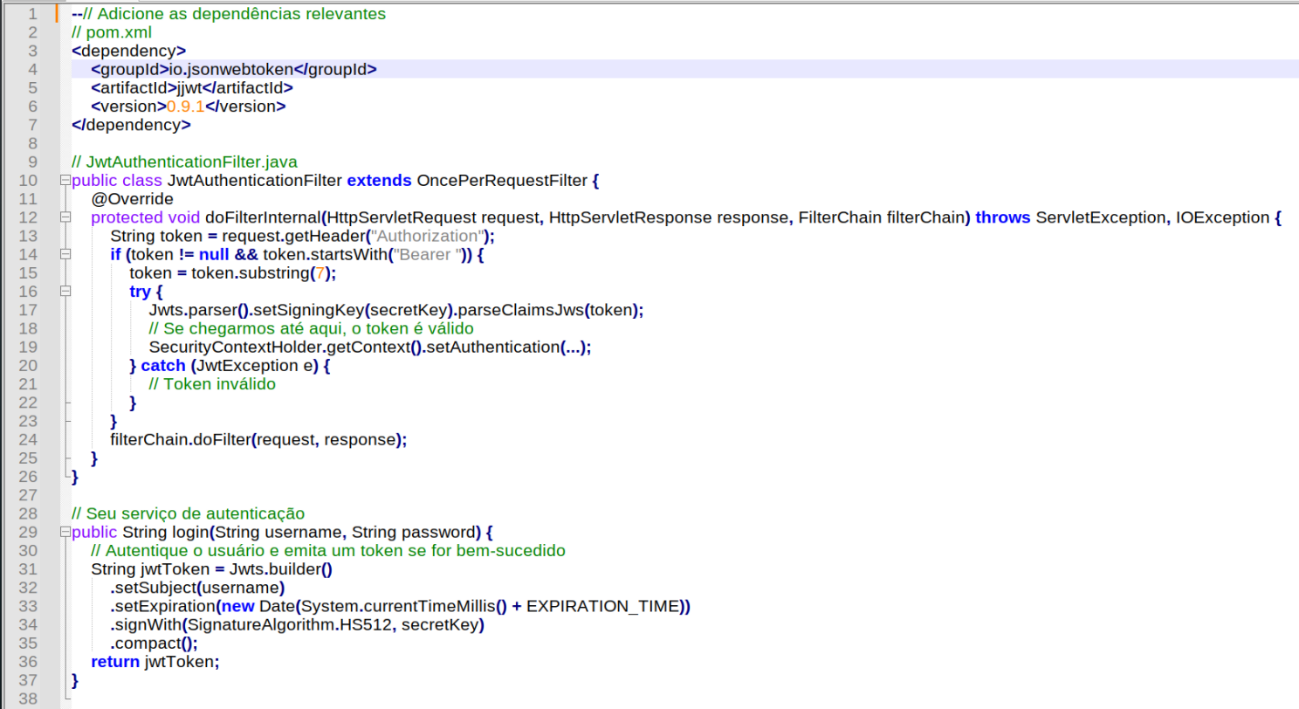 1 --// Adicione as dependências relevantes
2 // pom.xml
3 <dependency>
4     <groupId>io.jsonwebtoken</groupId>
5     <artifactId>jjwt</artifactId>
6     <version>0.9.1</version>
7 </dependency>
8
9 // JwtAuthenticationFilter.java
10 public class JwtAuthenticationFilter extends OncePerRequestFilter {
11     @Override
12     protected void doFilterInternal(HttpServletRequest request, HttpServletResponse response, FilterChain filterChain) throws ServletException, IOException {
13         String token = request.getHeader("Authorization");
14         if (token != null && token.startsWith("Bearer ")) {
15             token = token.substring(7);
16             try {
17                 Jwts.parser().setSigningKey(secretKey).parseClaimsJws(token);
18                 // Se chegarmos até aqui, o token é válido
19                 SecurityContextHolder.getContext().setAuthentication(...);
20             } catch (JwtException e) {
21                 // Token inválido
22             }
23         }
24         filterChain.doFilter(request, response);
25     }
26 }
27
28 // Seu serviço de autenticação
29 public String login(String username, String password) {
30     // Autentique o usuário e emita um token se for bem-sucedido
31     String jwtToken = Jwts.builder()
32         .setSubject(username)
33         .setExpiration(new Date(System.currentTimeMillis() + EXPIRATION_TIME))
34         .signWith(SignatureAlgorithm.HS512, secretKey)
35         .compact();
36     return jwtToken;
37 }
38